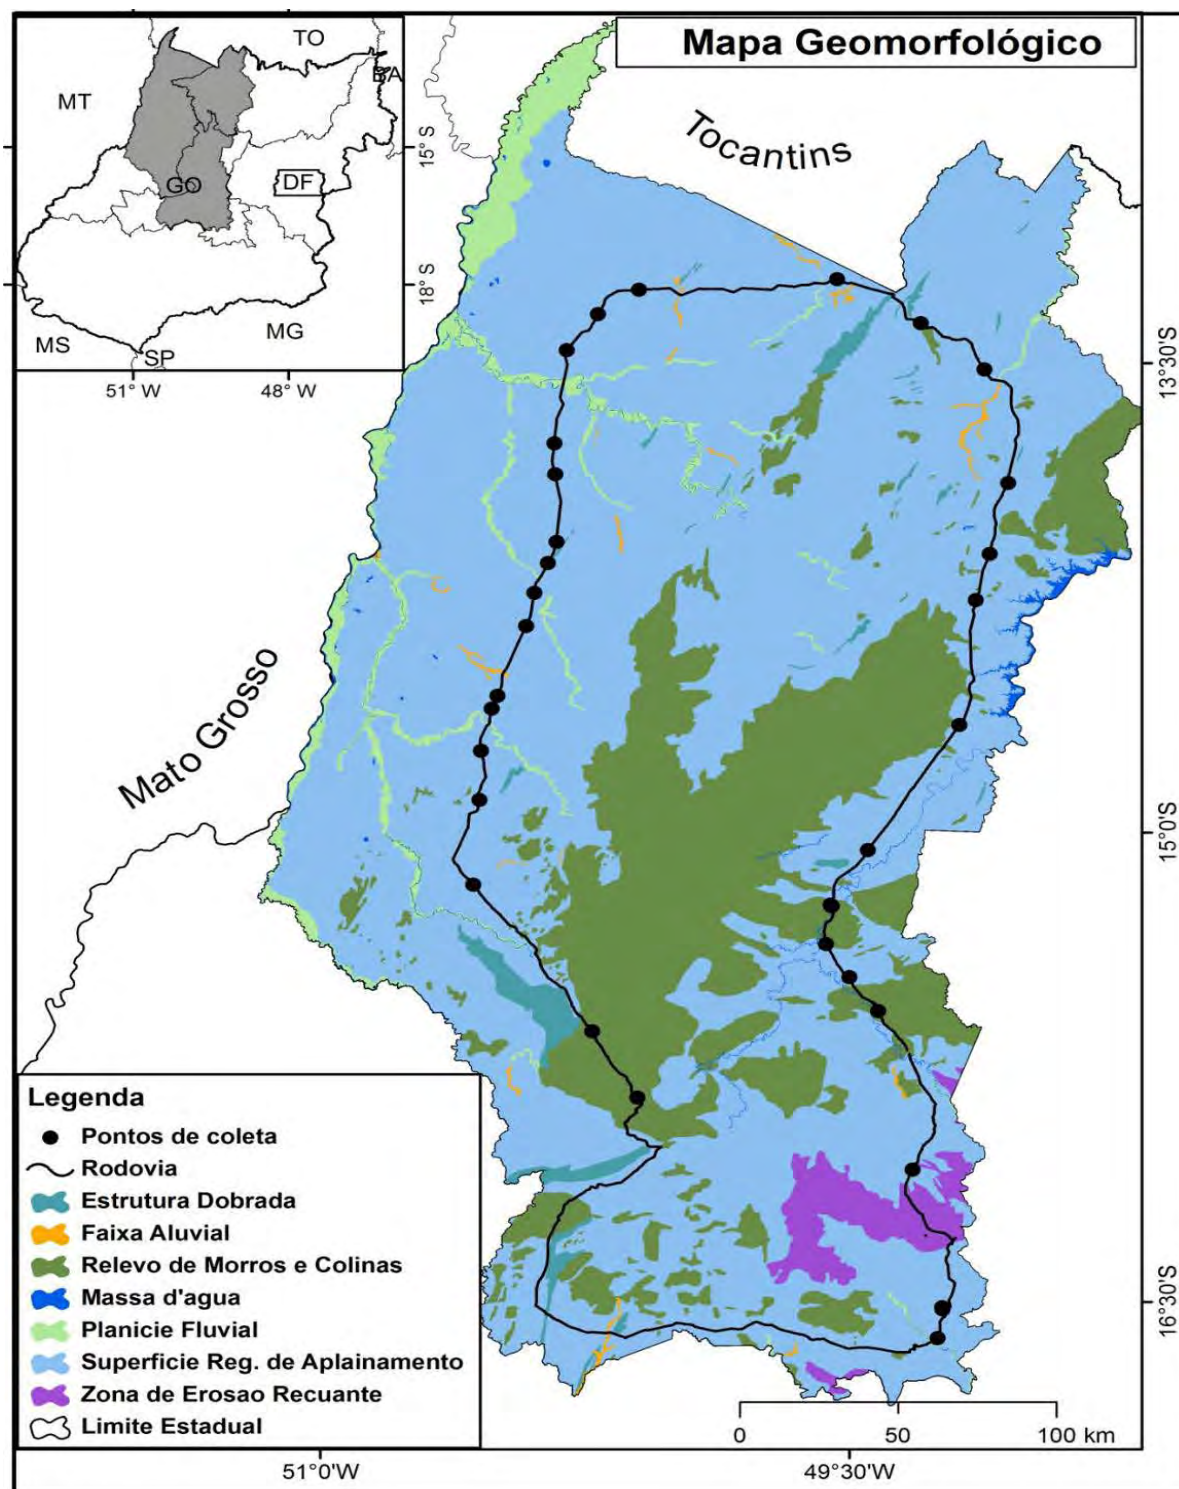 Mapa Geomorfológico
TO
BA
MT
15°S
GO
DF
18°S
MS
MG
SP
51° W
48° W
Tocantins
13°30'S
Mato Grosso
15°0'S
Legenda
Pontos de coleta
Rodovia
Estrutura Dobrada
Faixa Aluvial
Relevo de Morros e Colinas
Massa d'agua
Planicie Fluvial
Superficie Reg. de Aplainamento
Zona de Erosao Recuante
Limite Estadual
16°30'S
0 50 100 km
51°0'W
49°30'W